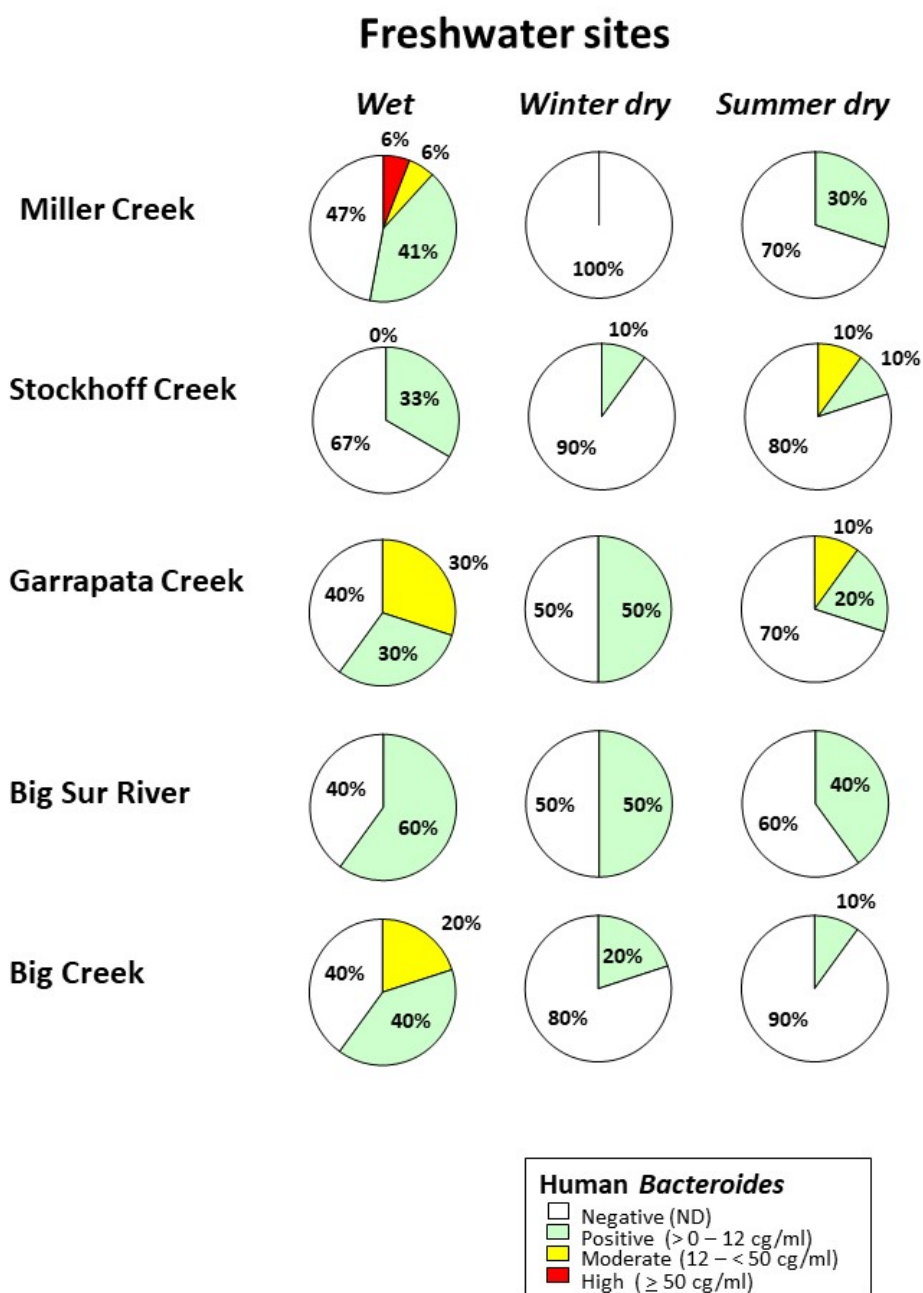 Freshwater sites
Wet Winter dry Summer dry
Miller Creek
6% 6%
47%
41%
100%
30%
70%
Stockhoff Creek
0%
33%
67%
10%
90%
10%
10%
80%
Garrapata Creek
30%
40%
30%
50% 50%
10%
20%
70%
Big Sur River
40%
60%
50% 50%
40%
60%
Big Creek
20%
40%
40%
20%
80%
10%
90%
Human Bacteroides
Negative (ND)
Positive (> 0 – 12 cg/ml)
Moderate (12 – < 50 cg/ml)
High ( ≥ 50 cg/ml)